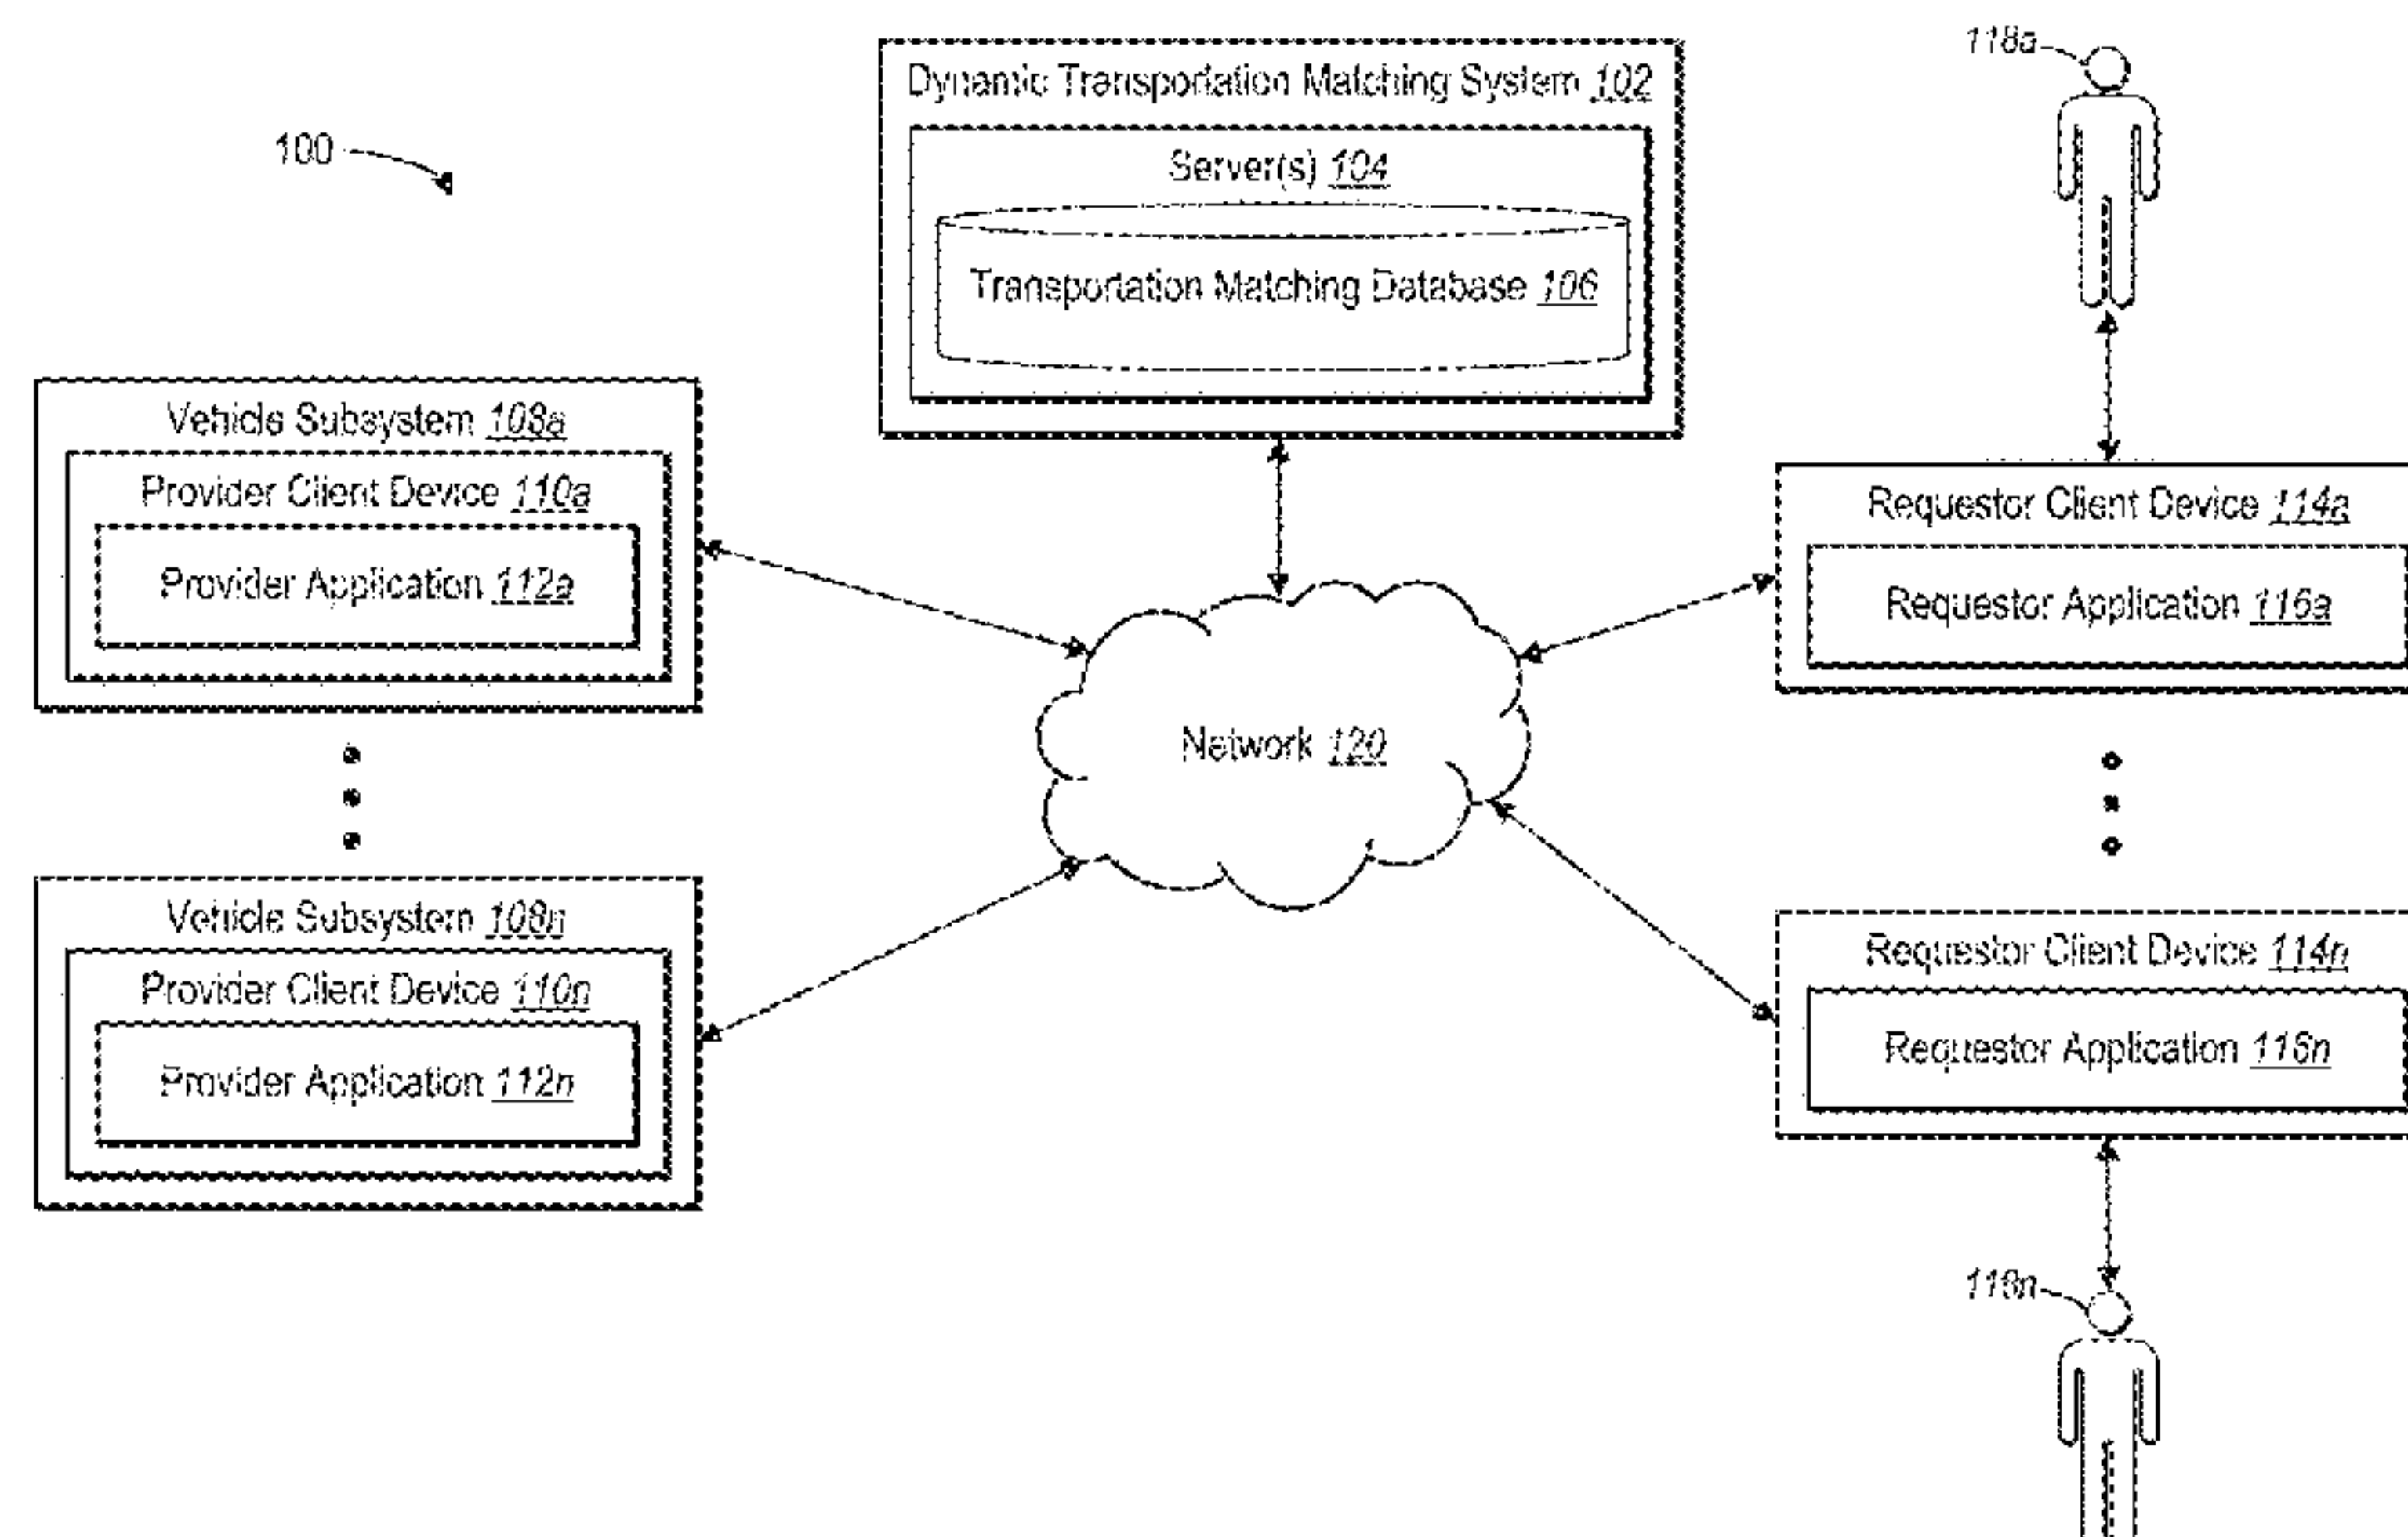 118a
Dynamic Transportation Matching System 102
100
Server(s) 104
Transportation Matching Database 106
Vehicle Subsystem 108a
Provider Client Device 110a
Provider Application 112a
Requestor Client Device 114a
Requestor Application 116a
Network 120
Vehicle Subsystem 108n
Provider Client Device 110n
Provider Application 112n
Requestor Client Device 114n
Requestor Application 116n
118n